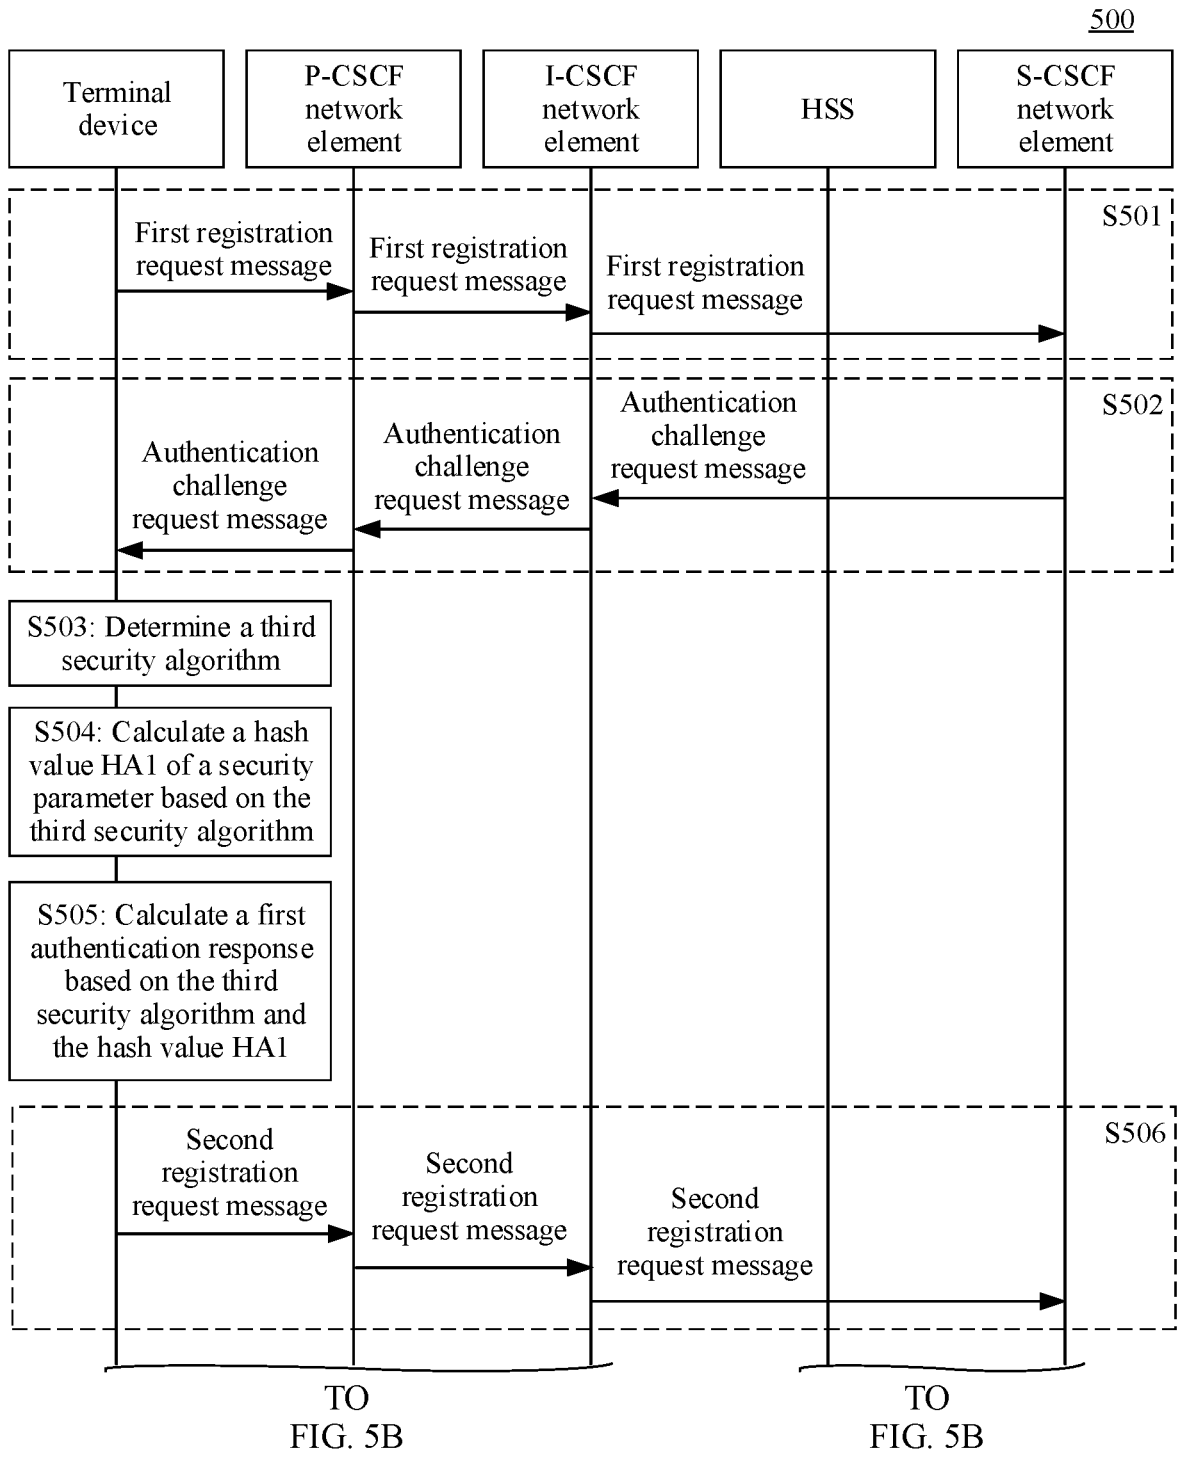 500
Terminal
device
P-CSCF
network
element
I-CSCF
network
element
HSS
S-CSCF
network
element
S501
First registration
request message
First registration
request message
First registration
request message
S502
Authentication
challenge
request message
Authentication
challenge
request message
Authentication
challenge
request message
S503: Determine a third
security algorithm
S504: Calculate a hash
value HA1 of a security
parameter based on the
third security algorithm
S505: Calculate a first
authentication response
based on the third
security algorithm and
the hash value HA1
S506
Second
registration
request message
Second
registration
request message
Second
registration
request message
TO
FIG. 5B
TO
FIG. 5B